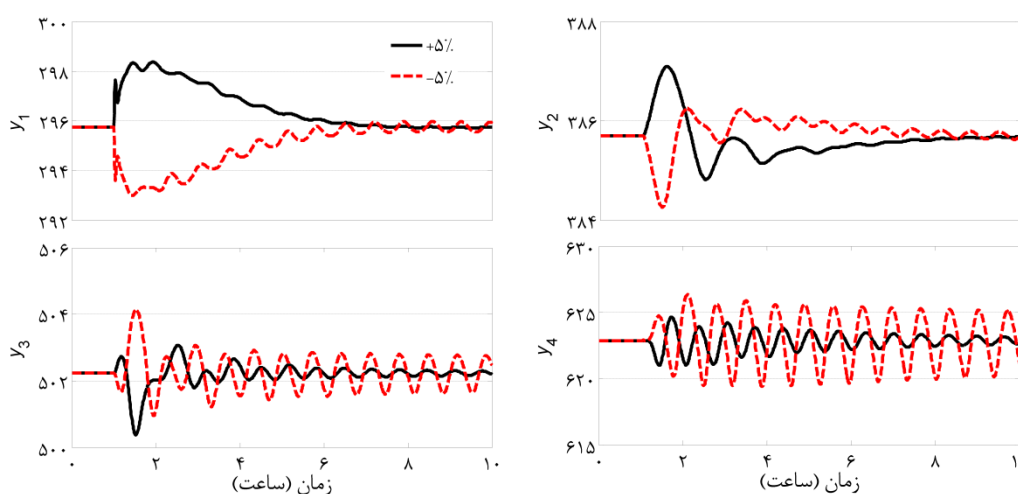 ۳۰۰
۲۹۸
۲۹۶
۲۹۴
۲۹۲
y1
+۵٪
-۵٪
۳۸۸
۳۸۶
۳۸۴
y2
۵۰۶
۵۰۴
۵۰۲
۵۰۰
y3
۰ ۲ ۴ ۶ ۸ ۱۰
زمان (ساعت)
۶۳۰
۶۲۵
۶۲۰
۶۱۵
y4
۰ ۲ ۴ ۶ ۸ ۱۰
زمان (ساعت)